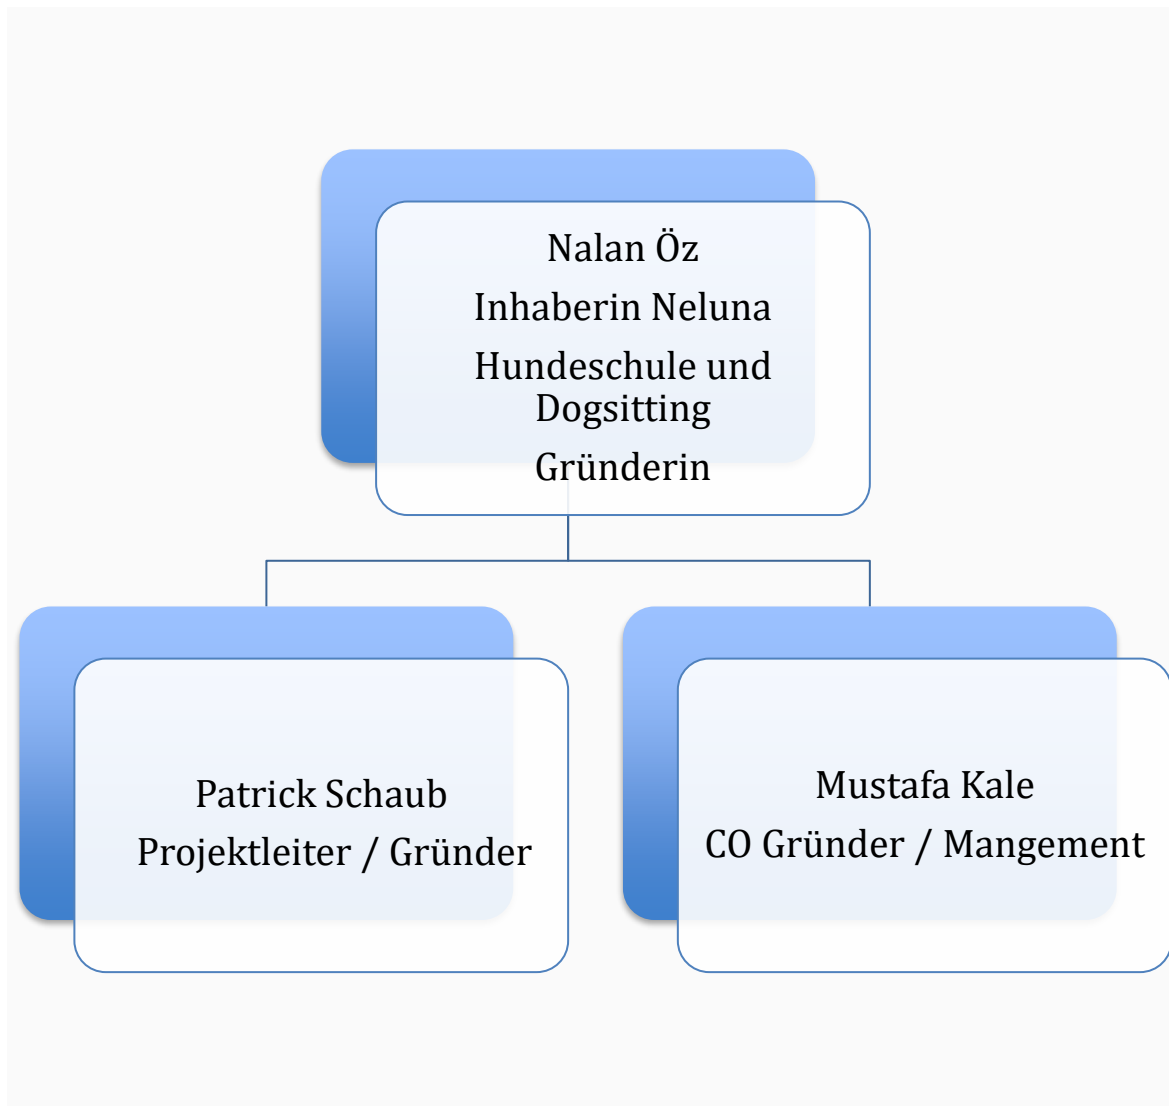 Nalan Öz
Inhaberin Neluna
Hundeschule und
Dogsitting
Gründerin
Patrick Schaub
Projektleiter / Gründer
Mustafa Kale
CO Gründer / Mangement